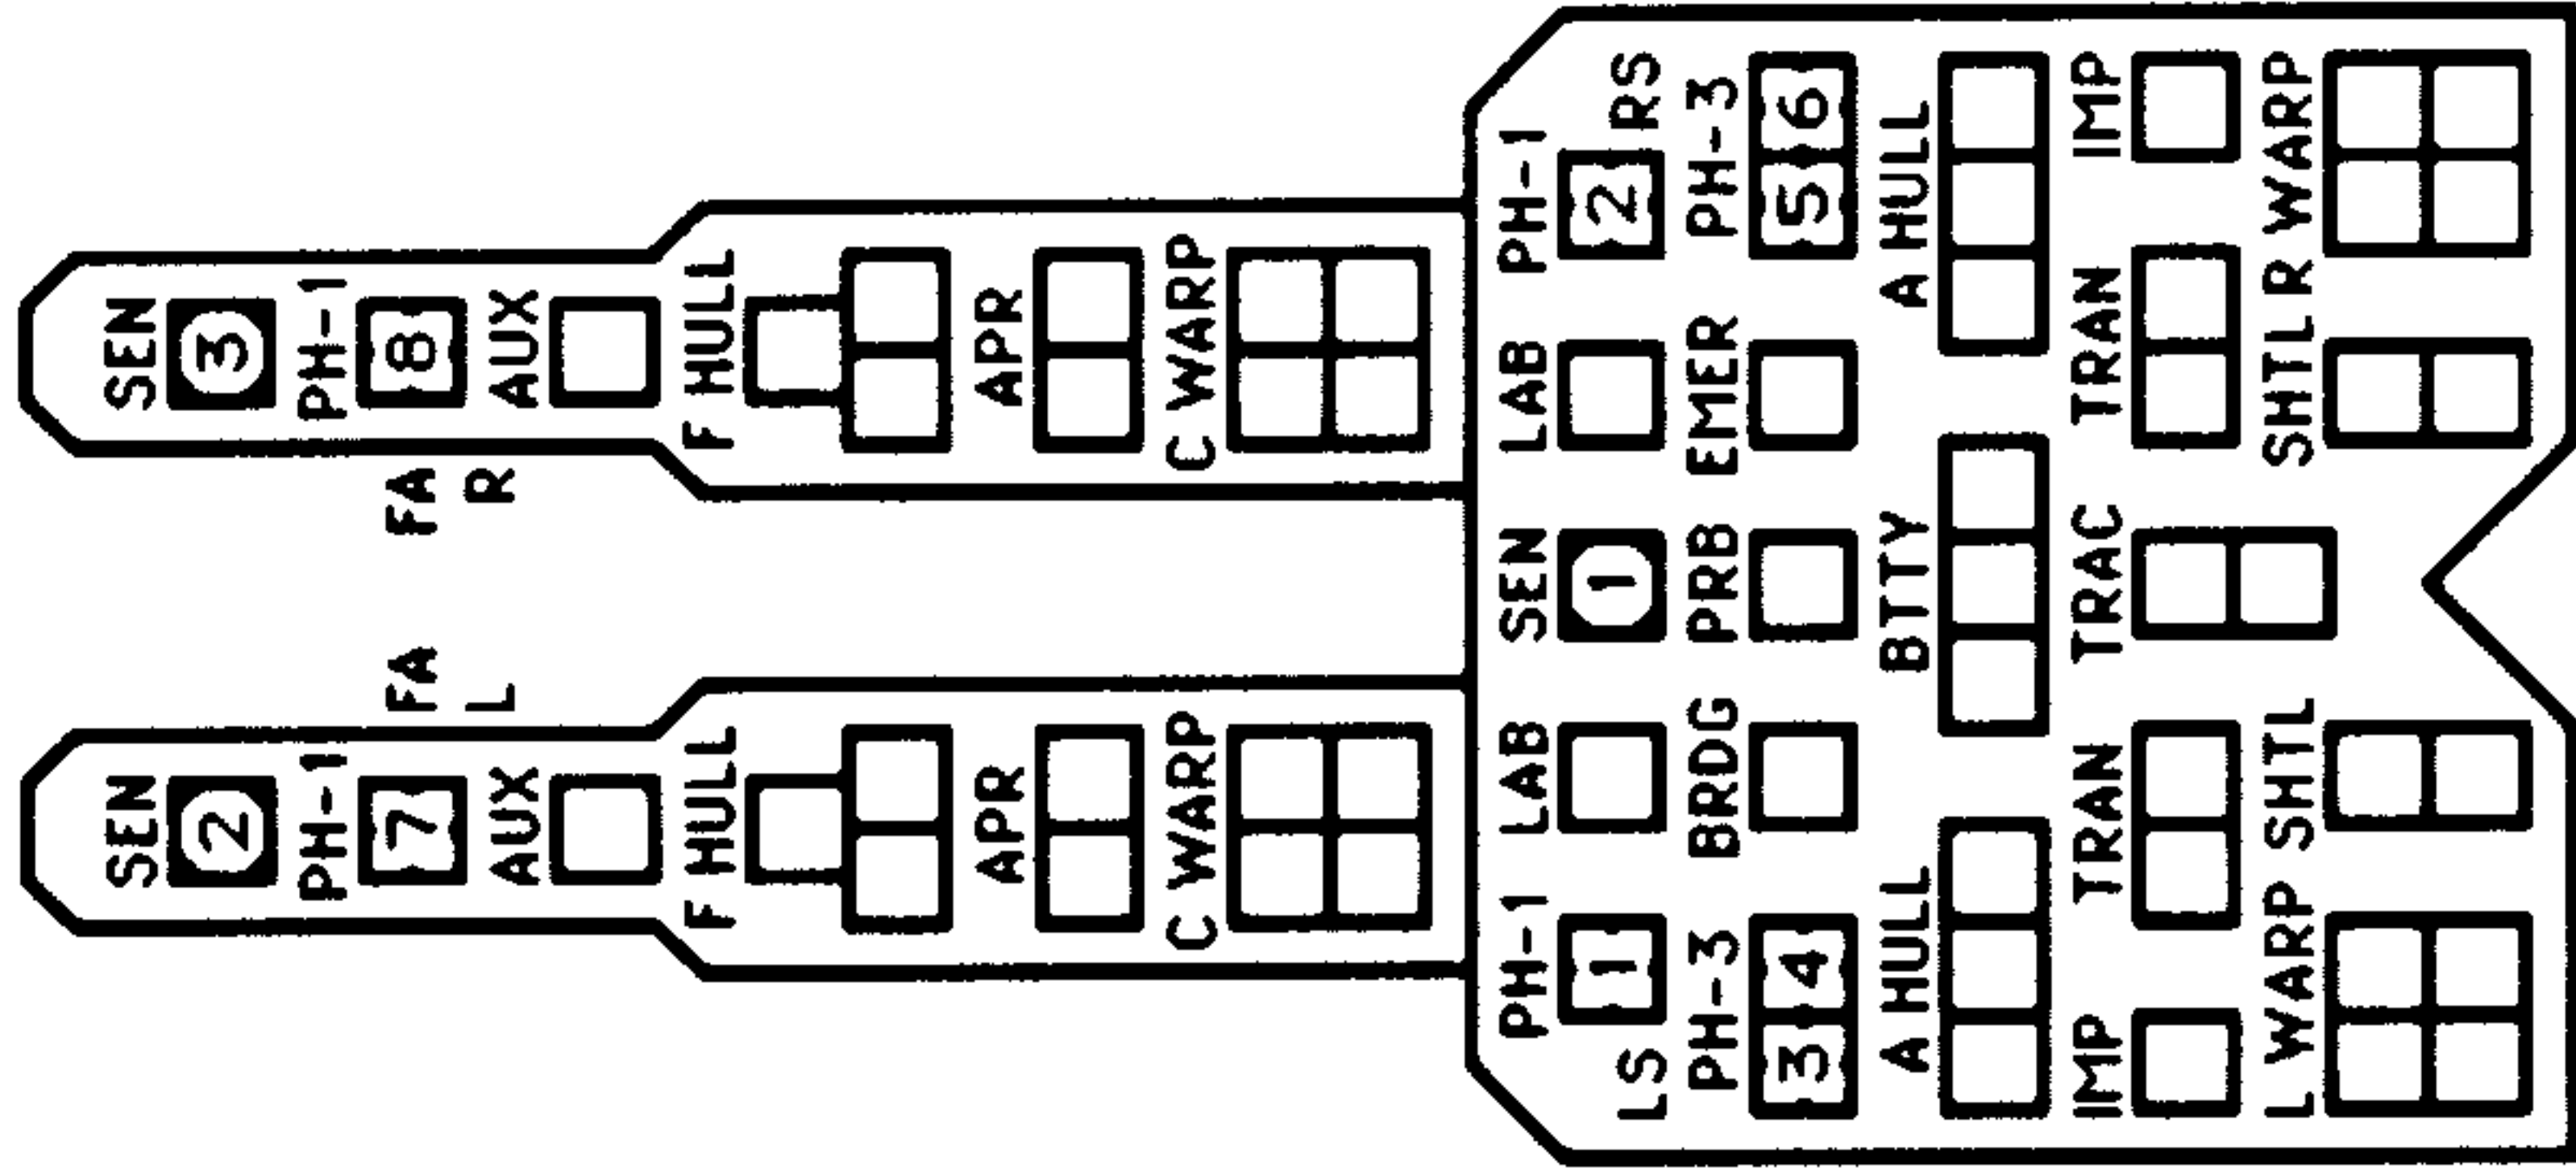 SEN SEN
2 3
PH-1 PH-1
7 FA FA 8
L R
AUX AUX
F HULL F HULL
APR APR
C WARP C WARP
PH-1 LAB SEN LAB PH-1
LS 1 1 2 RS
PH-3 BRDG PRB EMER PH-3
3 4 5 6
A HULL BTTY A HULL
IMP TRAN TRAC TRAN IMP
L WARP SHTL SHTL R WARP